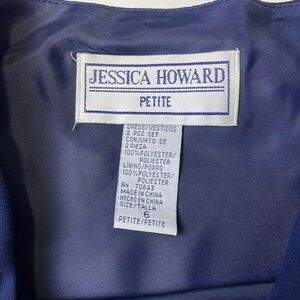 JESSICA HOWARD
PETITE
DRESS/VESTIDOS
2 PCS SET
CONJUNTO DE
2 PIEZA
100%POLYESTER/
POLIESTER
LINING/FORRO
100%POLYESTER/
POLIESTER
RN 70643
MADE IN CHINA
HECHO EN CHINA
SIZE/TALLA
6
PETITE/PETITE